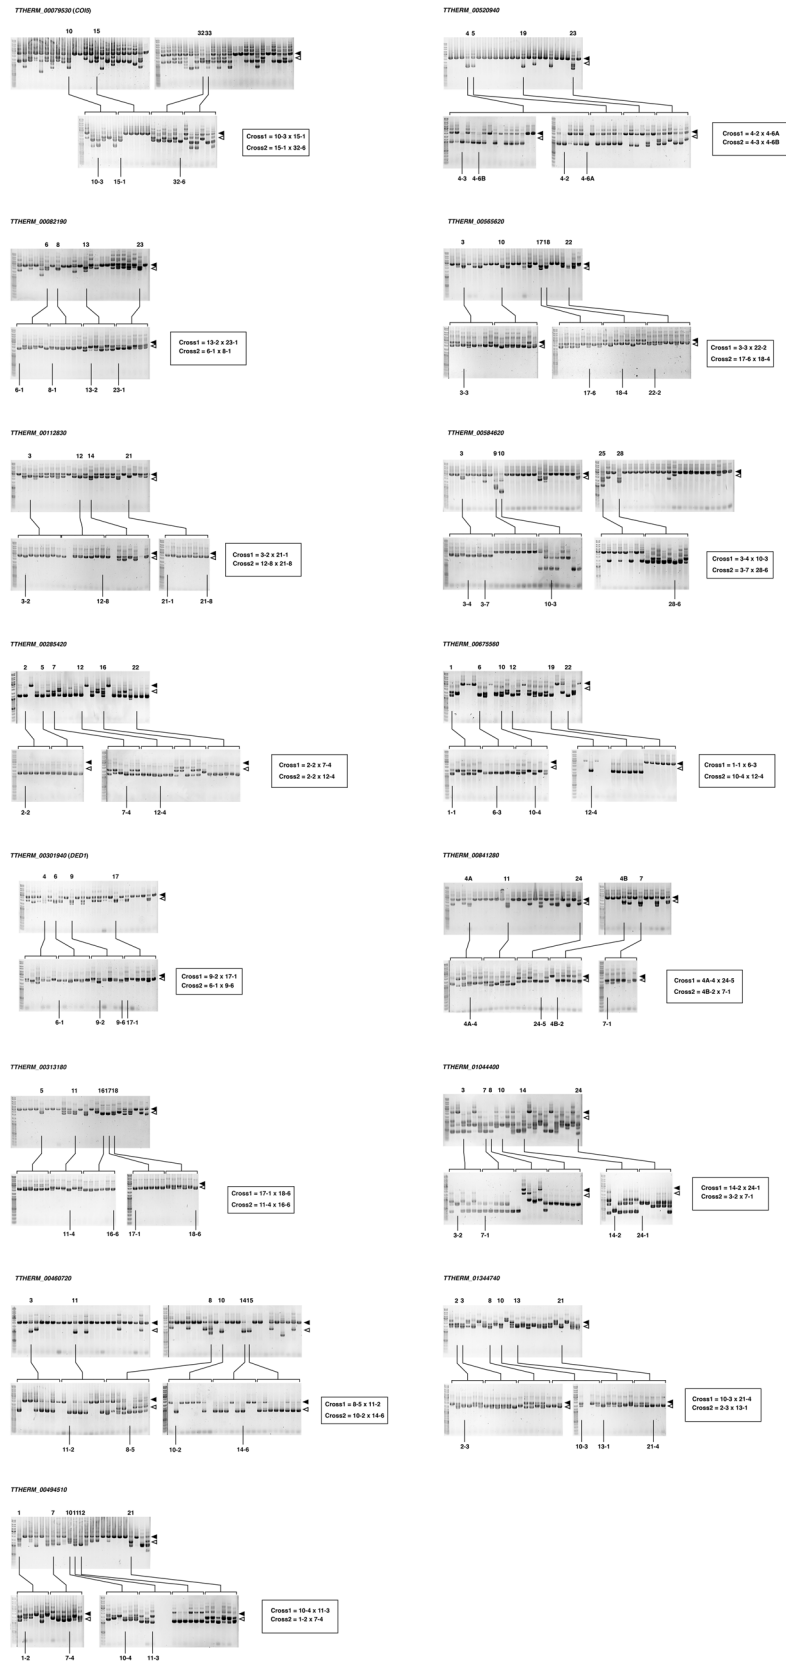 TTHERM_00079530 (COI5)
10 15 32 33
Cross1 = 10-3 x 15-1
Cross2 = 15-1 x 32-6
10-3 15-1 32-6
TTHERM_00082190
6 8 13 23
Cross1 = 13-2 x 23-1
Cross2 = 6-1 x 8-1
6-1 8-1 13-2 23-1
TTHERM_00112830
3 12 14 21
Cross1 = 3-2 x 21-1
Cross2 = 12-8 x 21-8
3-2 12-8 21-1 21-8
TTHERM_00285420
2 5 7 12 16 22
Cross1 = 2-2 x 7-4
Cross2 = 2-2 x 12-4
2-2 7-4 12-4
TTHERM_00301940 (DED1)
4 6 9 17
Cross1 = 9-2 x 17-1
Cross2 = 6-1 x 9-6
6-1 9-2 9-6 17-1
TTHERM_00313180
5 11 16 17 18
Cross1 = 17-1 x 18-6
Cross2 = 11-4 x 16-6
11-4 16-6 17-1 18-6
TTHERM_00460720
3 11 8 10 14 15
Cross1 = 8-5 x 11-2
Cross2 = 10-2 x 14-6
11-2 8-5 10-2 14-6
TTHERM_00494510
1 7 10 11 12 21
Cross1 = 10-4 x 11-3
Cross2 = 1-2 x 7-4
1-2 7-4 10-4 11-3
TTHERM_00520940
4 5 19 23
Cross1 = 4-2 x 4-6A
Cross2 = 4-3 x 4-6B
4-3 4-6B 4-2 4-6A
TTHERM_00565620
3 10 17 18 22
Cross1 = 3-3 x 22-2
Cross2 = 17-6 x 18-4
3-3 17-6 18-4 22-2
TTHERM_00584620
3 9 10 25 28
Cross1 = 3-4 x 10-3
Cross2 = 3-7 x 28-6
3-4 3-7 10-3 28-6
TTHERM_00675560
1 6 10 12 19 22
Cross1 = 1-1 x 6-3
Cross2 = 10-4 x 12-4
1-1 6-3 10-4 12-4
TTHERM_00841280
4A 11 24 4B 7
Cross1 = 4A-4 x 24-5
Cross2 = 4B-2 x 7-1
4A-4 24-5 4B-2 7-1
TTHERM_01044400
3 7 8 10 14 24
Cross1 = 14-2 x 24-1
Cross2 = 3-2 x 7-1
3-2 7-1 14-2 24-1
TTHERM_01344740
2 3 8 10 13 21
Cross1 = 10-3 x 21-4
Cross2 = 2-3 x 13-1
2-3 10-3 13-1 21-4